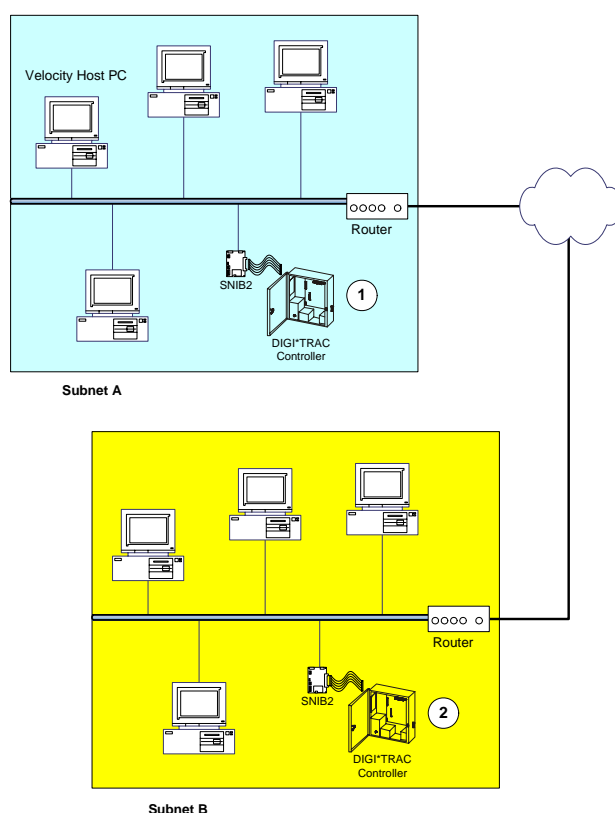 Velocity Host PC
Router
SNIB2
1
DIGI*TRAC
Controller
Subnet A
Router
SNIB2
2
DIGI*TRAC
Controller
Subnet B